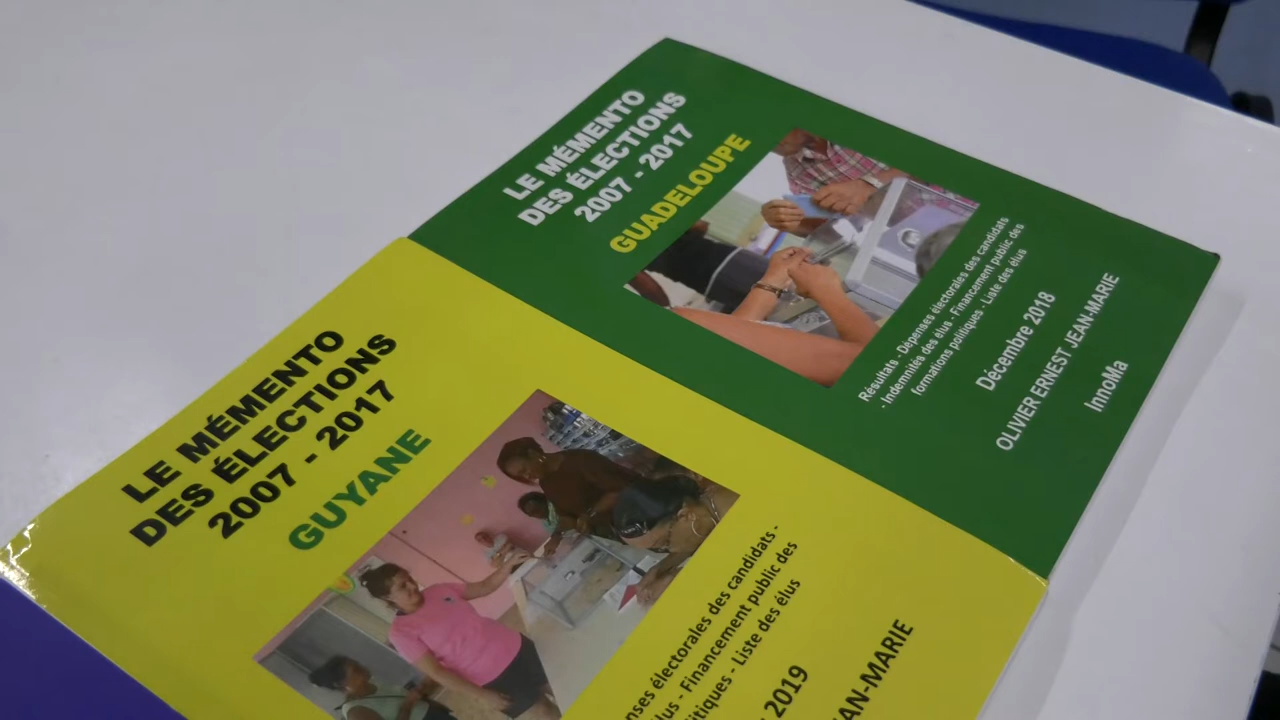 LE MÉMENTO
DES ÉLECTIONS
2007 - 2017
GUADELOUPE
Résultats - Dépenses électorales des candidats
- Indemnités des élus - Financement public des
formations politiques - Liste des élus
Décembre 2018
OLIVIER ERNEST JEAN-MARIE
InnoMa
LE MÉMENTO
DES ÉLECTIONS
2007 - 2017
GUYANE
électorales des candidats -
- Financement public des
- Liste des élus
2019
-MARIE